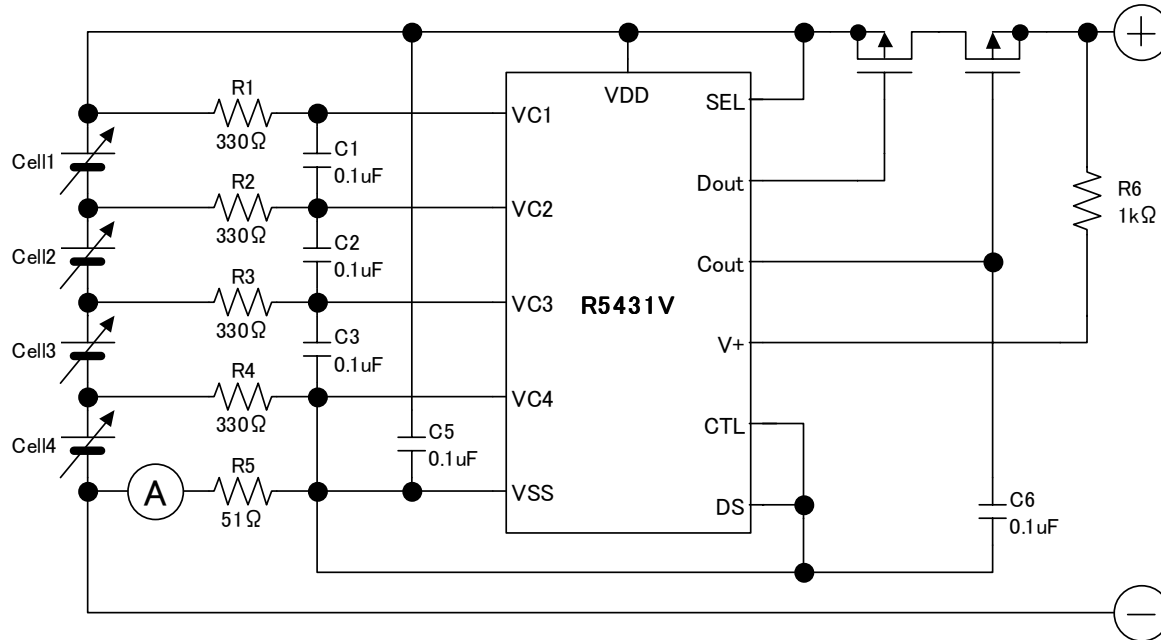 R1
330Ω
Cell1
C1
0.1uF
R2
330Ω
Cell2
C2
0.1uF
R3
330Ω
Cell3
C3
0.1uF
R4
330Ω
Cell4
R5
51Ω
A
C5
0.1uF
VDD
VC1
VC2
VC3
VC4
VSS
R5431V
SEL
Dout
Cout
V+
CTL
DS
R6
1kΩ
C6
0.1uF
+
−